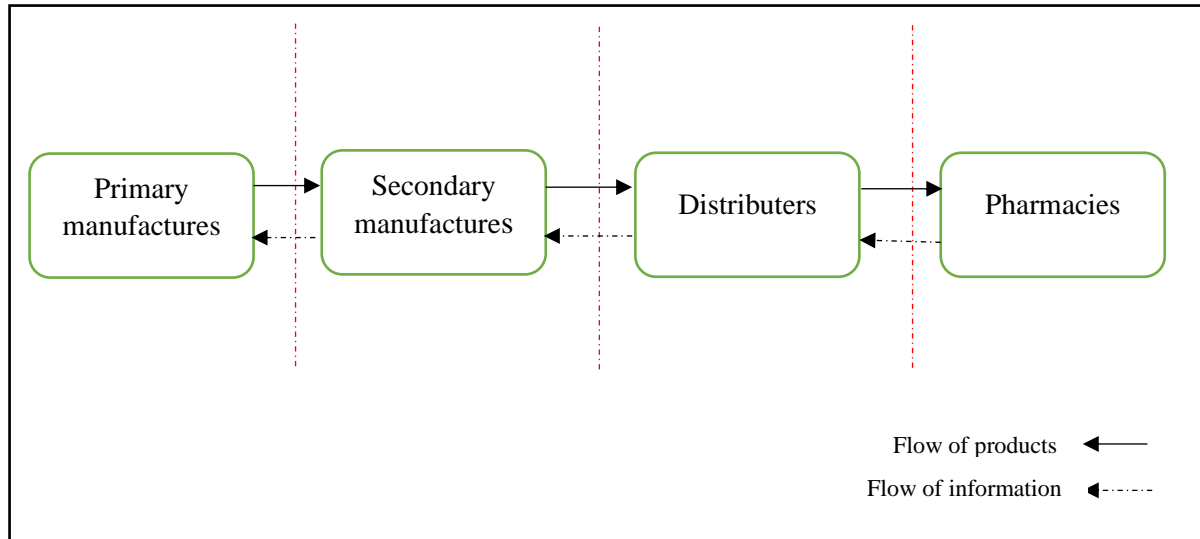 Primary
manufactures
Secondary
manufactures
Distributers
Pharmacies
Flow of products
Flow of information